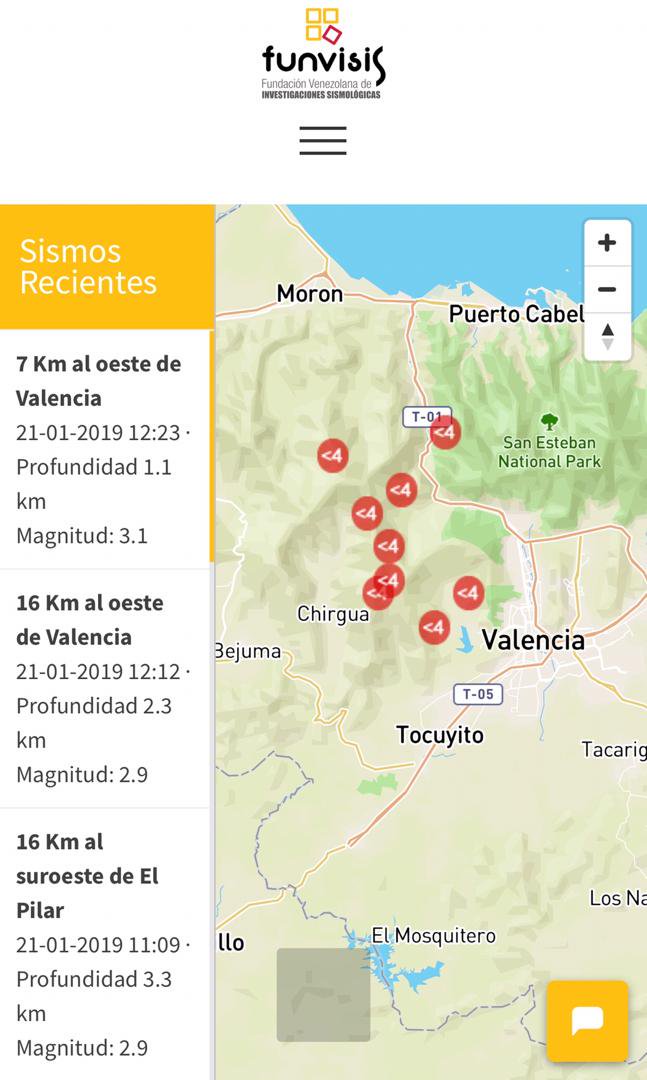 funvisis
Fundación Venezolana de
INVESTIGACIONES SISMOLÓGICAS
Sismos
Recientes
7 Km al oeste de
Valencia
21-01-2019 12:23 ·
Profundidad 1.1
km
Magnitud: 3.1
16 Km al oeste
de Valencia
21-01-2019 12:12 ·
Profundidad 2.3
km
Magnitud: 2.9
16 Km al
suroeste de El
Pilar
21-01-2019 11:09 ·
Profundidad 3.3
km
Magnitud: 2.9
+
−
Moron
Puerto Cabel
T-01
<4
<4
San Esteban
National Park
<4
<4
<4
<4
<4
<4
Chirgua
<4
Valencia
Bejuma
T-05
Tocuyito
Tacarig
Los Na
El Mosquitero
llo